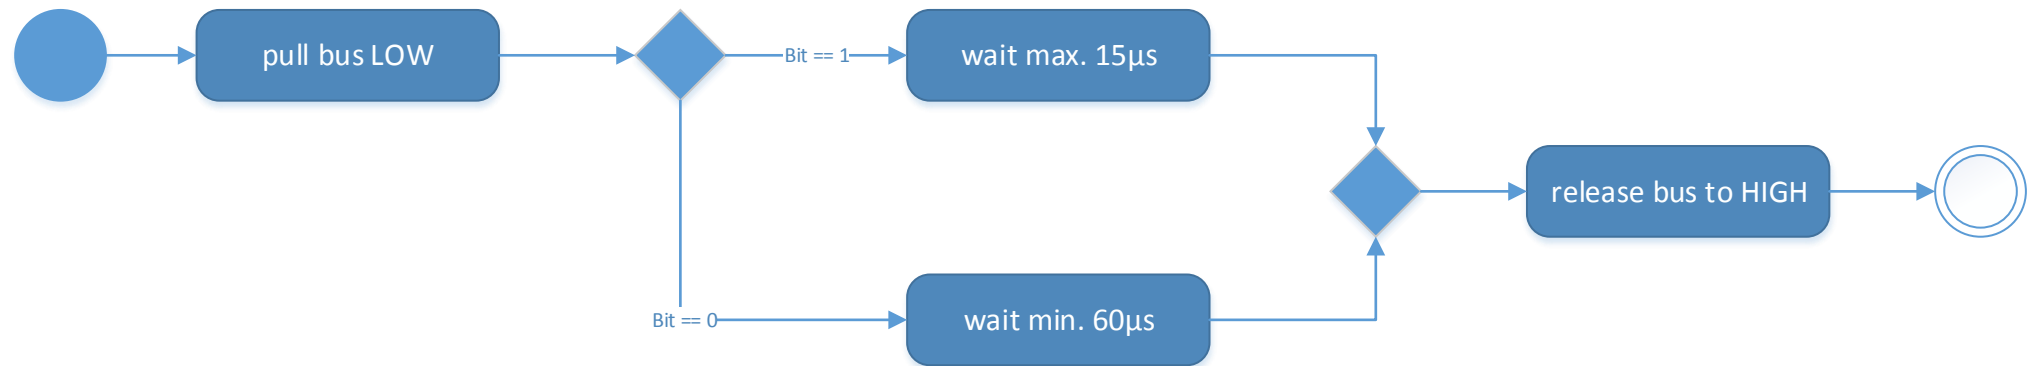 pull bus LOW
Bit == 1
wait max. 15µs
release bus to HIGH
Bit == 0
wait min. 60µs